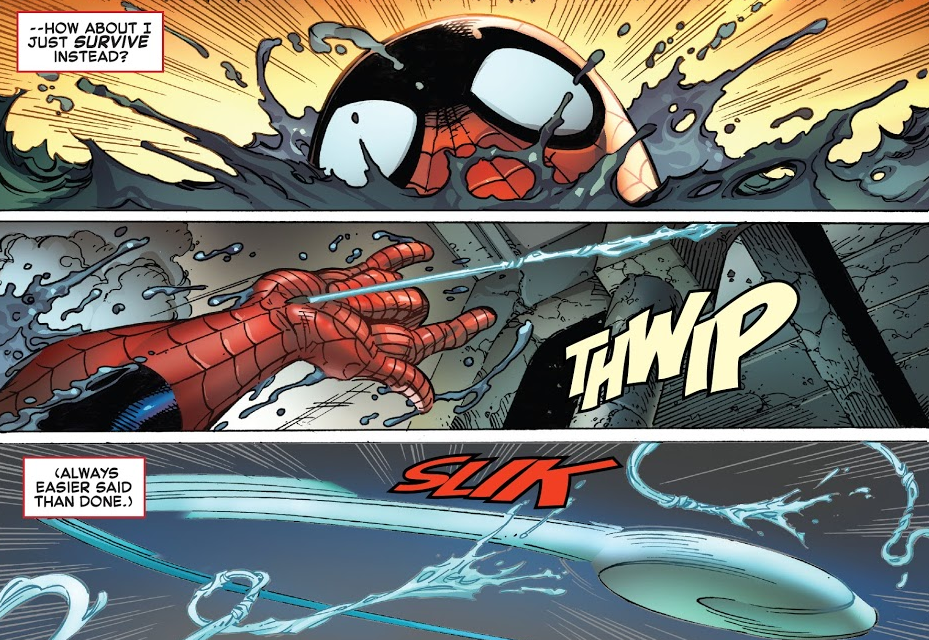 --HOW ABOUT I
JUST SURVIVE
INSTEAD?
THWIP
(ALWAYS
EASIER SAID
THAN DONE.)
SLIK